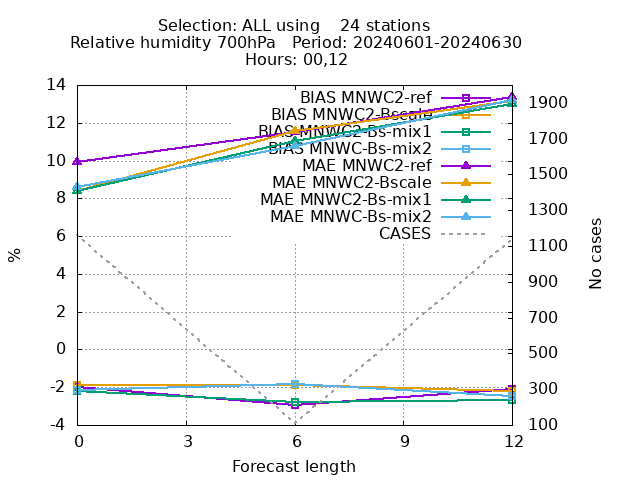 Selection: ALL using    24 stations
Relative humidity 700hPa   Period: 20240601-20240630
Hours: 00,12
BIAS MNWC2-ref
BIAS MNWC2-Bscale
BIAS MNWC2-Bs-mix1
BIAS MNWC-Bs-mix2
MAE MNWC2-ref
MAE MNWC2-Bscale
MAE MNWC2-Bs-mix1
MAE MNWC-Bs-mix2
CASES
14
12
10
8
6
4
2
0
-2
-4
%
1900
1700
1500
1300
1100
900
700
500
300
100
No cases
0 3 6 9 12
Forecast length